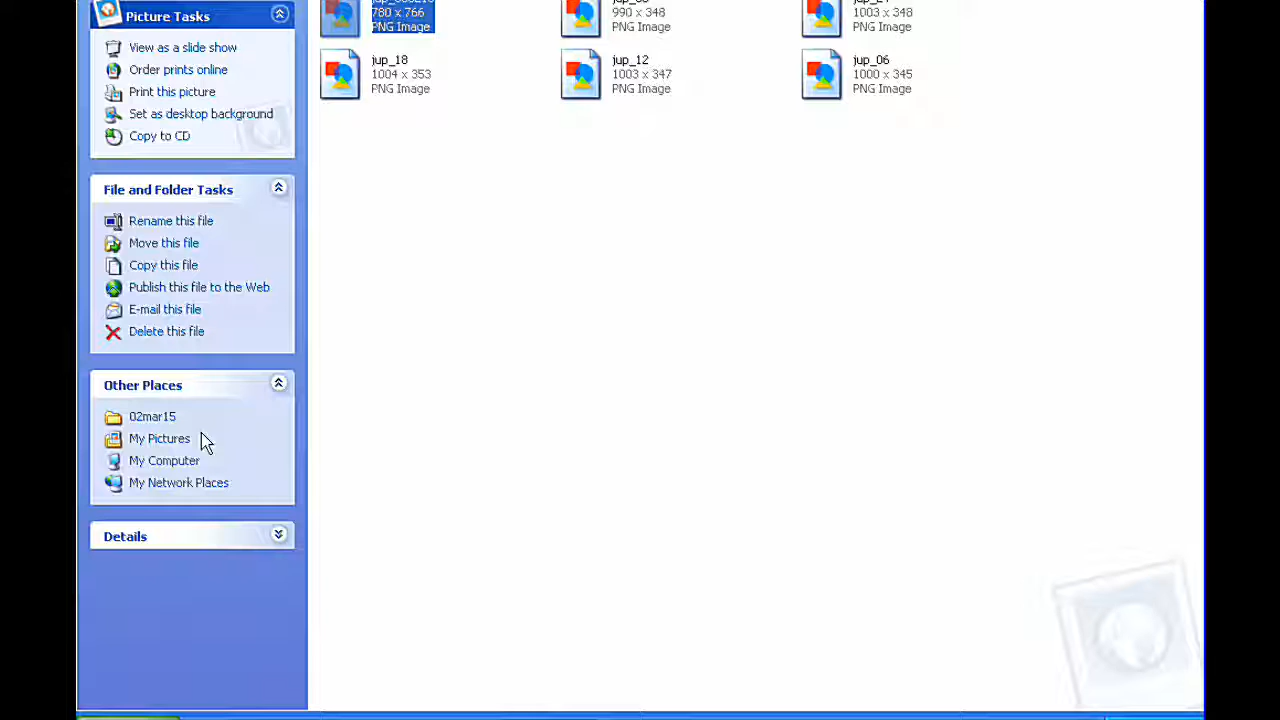 Picture Tasks
View as a slide show
Order prints online
Print this picture
Set as desktop background
Copy to CD
File and Folder Tasks
Rename this file
Move this file
Copy this file
Publish this file to the Web
E-mail this file
Delete this file
Other Places
02mar15
My Pictures
My Computer
My Network Places
Details
780 x 766
PNG Image
990 x 348
PNG Image
1003 x 348
PNG Image
jup_18
1004 x 353
PNG Image
jup_12
1003 x 347
PNG Image
jup_06
1000 x 345
PNG Image